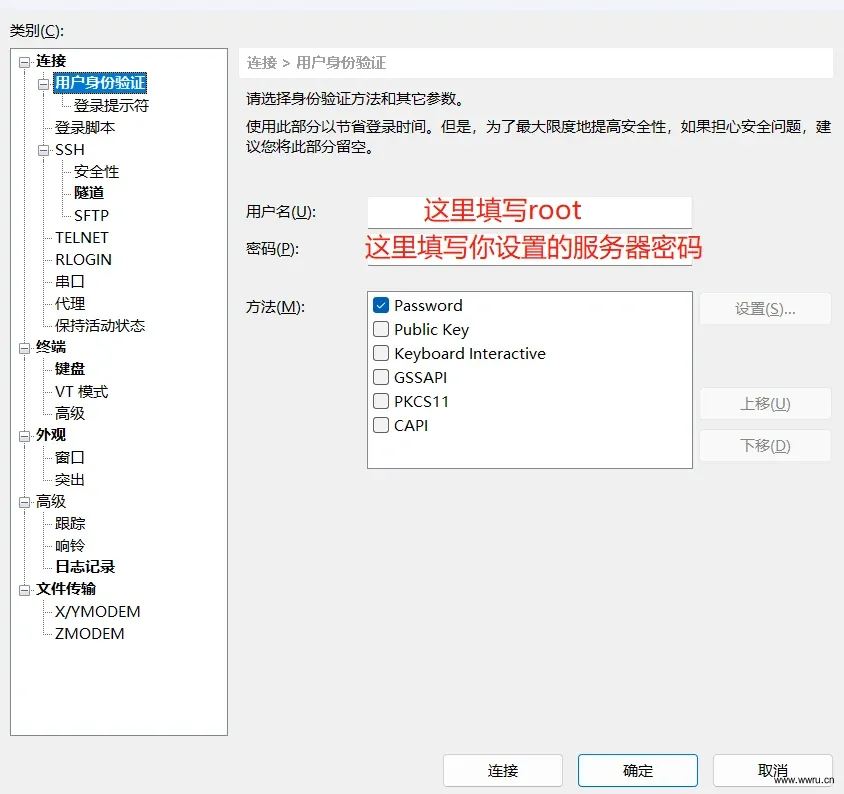 类别(C):
连接
用户身份验证
登录提示符
登录脚本
SSH
安全性
隧道
SFTP
TELNET
RLOGIN
串口
代理
保持活动状态
终端
键盘
VT 模式
高级
外观
窗口
突出
高级
跟踪
响铃
日志记录
文件传输
X/YMODEM
ZMODEM
连接 > 用户身份验证
请选择身份验证方法和其它参数。
使用此部分以节省登录时间。但是，为了最大限度地提高安全性，如果担心安全问题，建
议您将此部分留空。
用户名(U):
这里填写root
密码(P):
这里填写你设置的服务器密码
方法(M):
Password
Public Key
Keyboard Interactive
GSSAPI
PKCS11
CAPI
设置(S)...
上移(U)
下移(D)
连接
确定
取消
www.wwru.cn